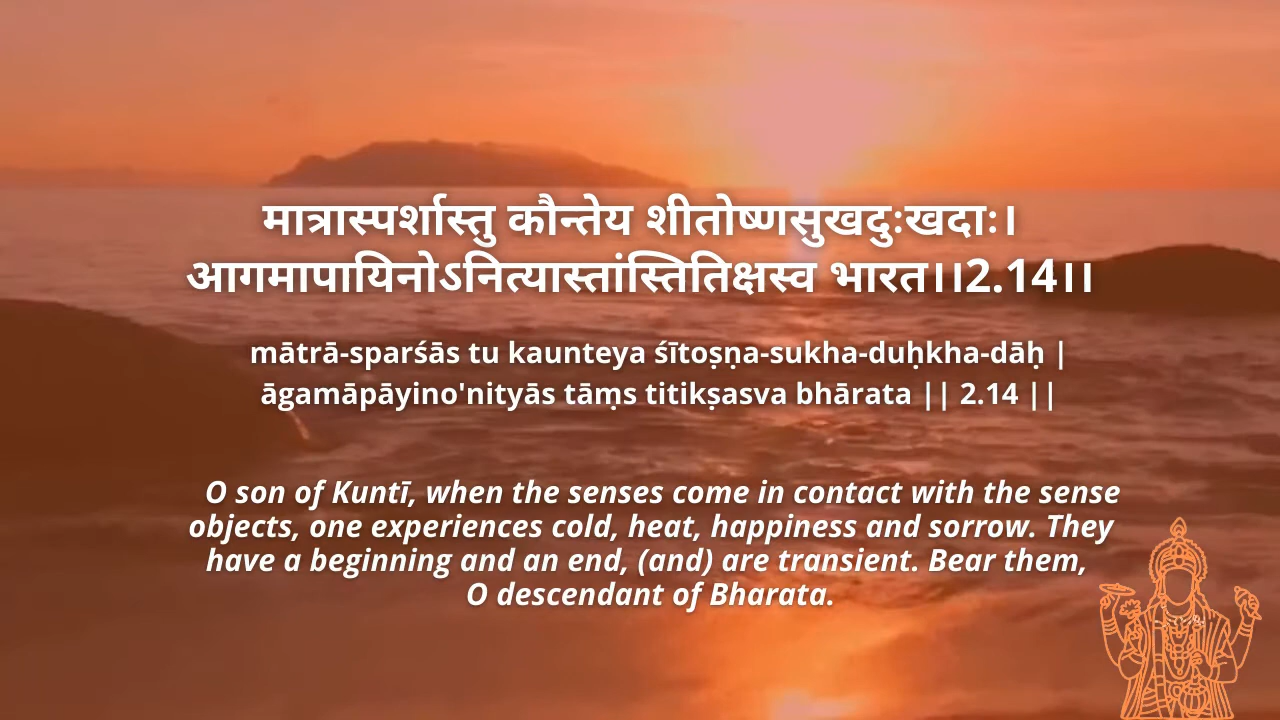 मात्रास्पर्शास्तु कौन्तेय शीतोष्णसुखदुःखदाः।
आगमापायिनोऽनित्यास्तांस्तितिक्षस्व भारत।।2.14।।
mātrā-sparśās tu kaunteya śītoṣṇa-sukha-duḥkha-dāḥ |
āgamāpāyino'nityās tāṃs titikṣasva bhārata || 2.14 ||
O son of Kuntī, when the senses come in contact with the sense
objects, one experiences cold, heat, happiness and sorrow. They
have a beginning and an end, (and) are transient. Bear them,
O descendant of Bharata.